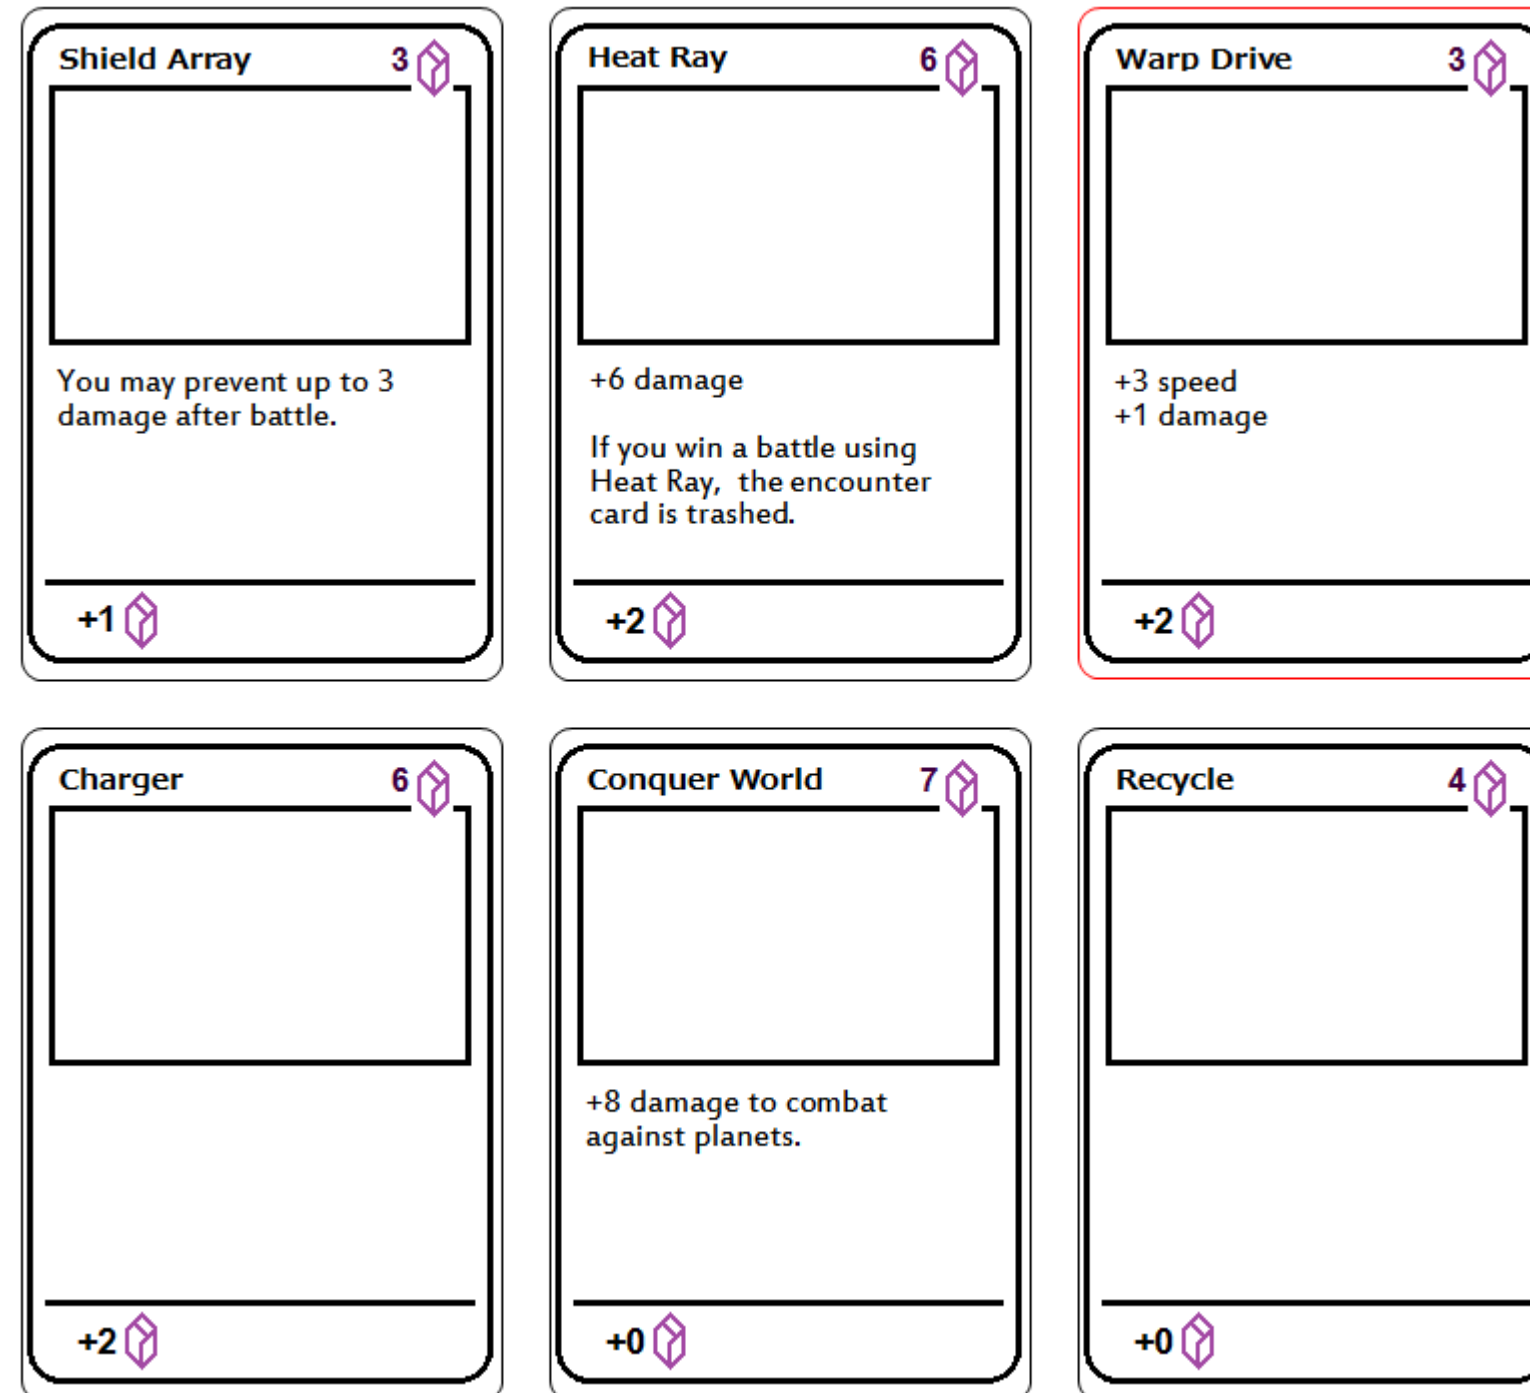 Shield Array 3
You may prevent up to 3
damage after battle.
+1
Heat Ray 6
+6 damage
If you win a battle using
Heat Ray, the encounter
card is trashed.
+2
Warp Drive 3
+3 speed
+1 damage
+2
Charger 6
+2
Conquer World 7
+8 damage to combat
against planets.
+0
Recycle 4
+0